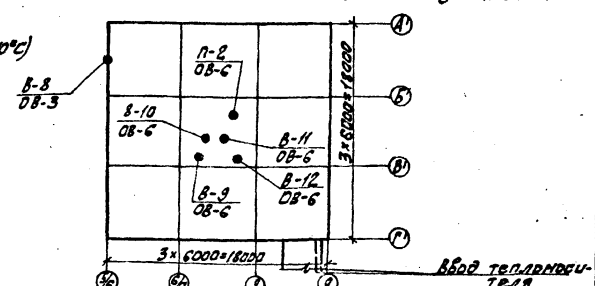 0°С)
А'
П-2
ОВ-6
В-8
ОВ-3
3×6000=18000
Б'
В-10
ОВ-6
В-11
ОВ-6
В'
В-9
ОВ-6
В-12
ОВ-6
Г'
3×6000=18000
Ввод теплоноси-
теля